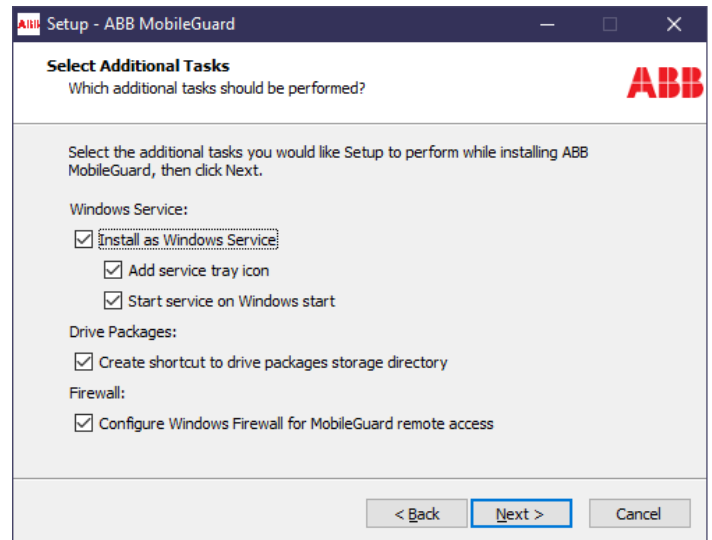 ABB Setup - ABB MobileGuard
Select Additional Tasks
Which additional tasks should be performed?
ABB
Select the additional tasks you would like Setup to perform while installing ABB
MobileGuard, then click Next.
Windows Service:
Install as Windows Service
Add service tray icon
Start service on Windows start
Drive Packages:
Create shortcut to drive packages storage directory
Firewall:
Configure Windows Firewall for MobileGuard remote access
< Back
Next >
Cancel